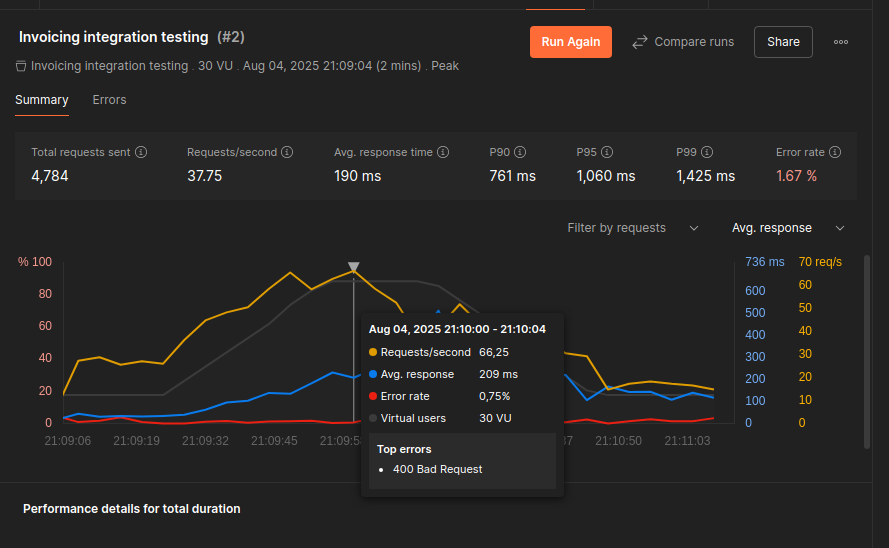 Invoicing integration testing (#2)
Run Again
Compare runs
Share
Invoicing integration testing . 30 VU . Aug 04, 2025 21:09:04 (2 mins) . Peak
Summary
Errors
Total requests sent
4,784
Requests/second
37.75
Avg. response time
190 ms
P90
761 ms
P95
1,060 ms
P99
1,425 ms
Error rate
1.67 %
Filter by requests
Avg. response
% 100
80
60
40
20
0
736 ms
600
500
400
300
200
100
0
70 req/s
60
50
40
30
20
10
0
Aug 04, 2025 21:10:00 - 21:10:04
Requests/second 66,25
Avg. response 209 ms
Error rate 0,75%
Virtual users 30 VU
Top errors
• 400 Bad Request
21:09:06 21:09:19 21:09:32 21:09:45 21:09:5 37 21:10:50 21:11:03
Performance details for total duration